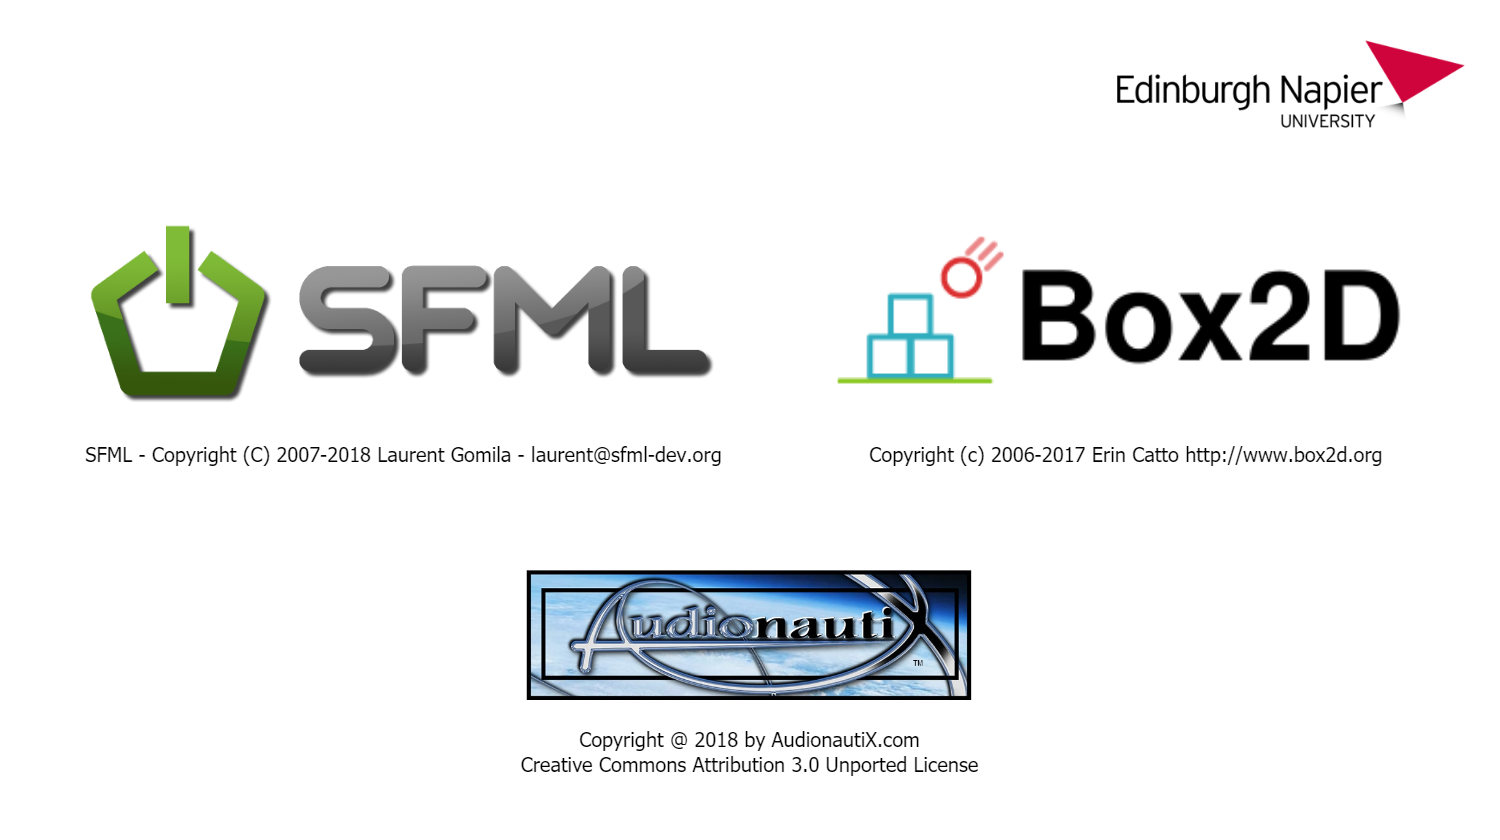 Edinburgh Napier
UNIVERSITY
SFML
Box2D
SFML - Copyright (C) 2007-2018 Laurent Gomila - laurent@sfml-dev.org
Copyright (c) 2006-2017 Erin Catto http://www.box2d.org
AudionautiX
TM
Copyright @ 2018 by AudionautiX.com
Creative Commons Attribution 3.0 Unported License